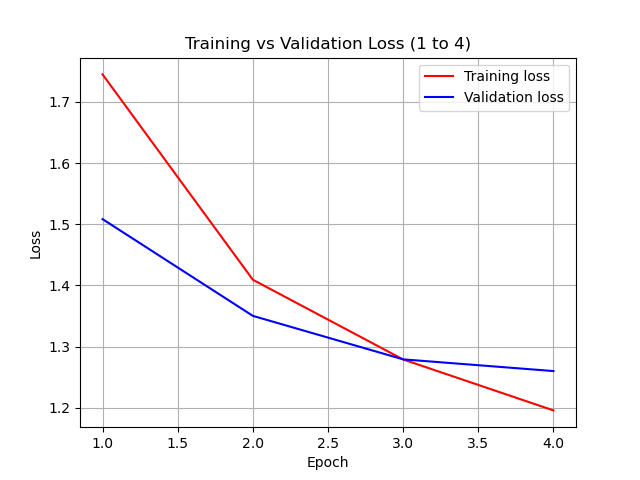 Training vs Validation Loss (1 to 4)
Training loss
Validation loss
Loss
1.7
1.6
1.5
1.4
1.3
1.2
1.0 1.5 2.0 2.5 3.0 3.5 4.0
Epoch